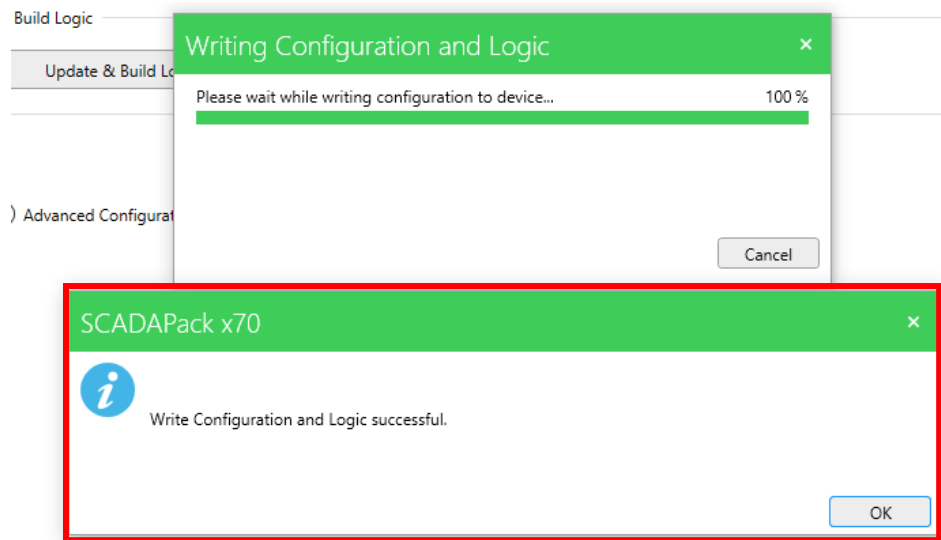 Build Logic
Writing Configuration and Logic
Update & Build Lo
Please wait while writing configuration to device...
100 %
) Advanced Configurat
Cancel
SCADAPack x70
Write Configuration and Logic successful.
OK